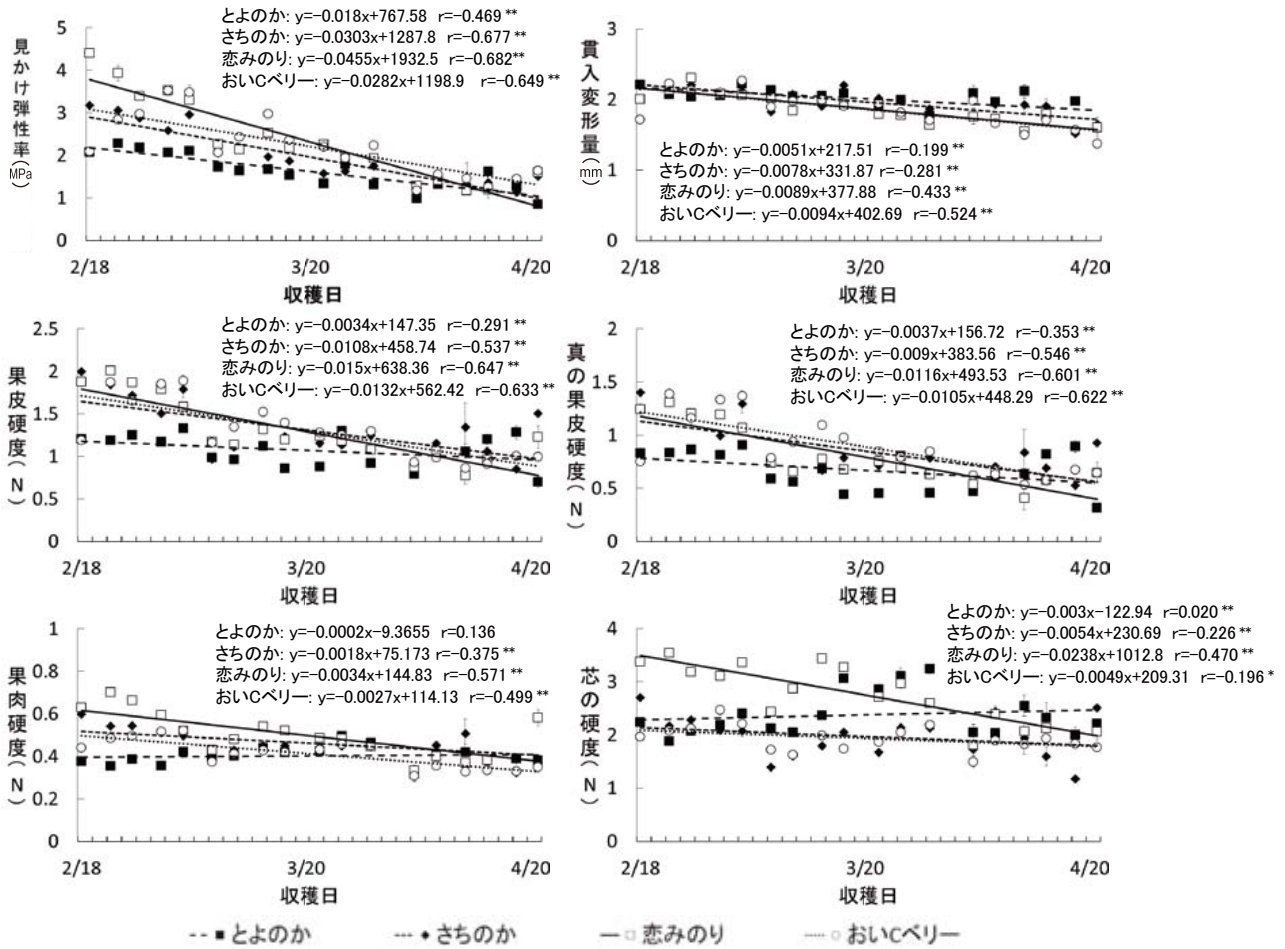 とよのか: y=-0.018x+767.58 r=-0.469 **
さちのか: y=-0.0303x+1287.8 r=-0.677 **
恋みのり: y=-0.0455x+1932.5 r=-0.682**
おいCベリー: y=-0.0282x+1198.9 r=-0.649 **
見かけ弾性率(MPa)
5
4
3
2
1
0
2/18 3/20 4/20
収穫日
貫入変形量(mm)
3
2
1
0
とよのか: y=-0.0051x+217.51 r=-0.199 **
さちのか: y=-0.0078x+331.87 r=-0.281 **
恋みのり: y=-0.0089x+377.88 r=-0.433 **
おいCベリー: y=-0.0094x+402.69 r=-0.524 **
2/18 3/20 4/20
収穫日
とよのか: y=-0.0034x+147.35 r=-0.291 **
さちのか: y=-0.0108x+458.74 r=-0.537 **
恋みのり: y=-0.015x+638.36 r=-0.647 **
おいCベリー: y=-0.0132x+562.42 r=-0.633 **
果皮硬度(N)
2.5
2
1.5
1
0.5
0
2/18 3/20 4/20
収穫日
とよのか: y=-0.0037x+156.72 r=-0.353 **
さちのか: y=-0.009x+383.56 r=-0.546 **
恋みのり: y=-0.0116x+493.53 r=-0.601 **
おいCベリー: y=-0.0105x+448.29 r=-0.622 **
真の果皮硬度(N)
2
1.5
1
0.5
0
2/18 3/20 4/20
収穫日
とよのか: y=-0.0002x-9.3655 r=0.136
さちのか: y=-0.0018x+75.173 r=-0.375 **
恋みのり: y=-0.0034x+144.83 r=-0.571 **
おいCベリー: y=-0.0027x+114.13 r=-0.499 **
果肉硬度(N)
1
0.8
0.6
0.4
0.2
0
2/18 3/20 4/20
収穫日
とよのか: y=-0.003x-122.94 r=0.020 **
さちのか: y=-0.0054x+230.69 r=-0.226 **
恋みのり: y=-0.0238x+1012.8 r=-0.470 **
おいCベリー: y=-0.0049x+209.31 r=-0.196 *
芯の硬度(N)
4
3
2
1
0
2/18 3/20 4/20
収穫日
とよのか さちのか 恋みのり おいCベリー